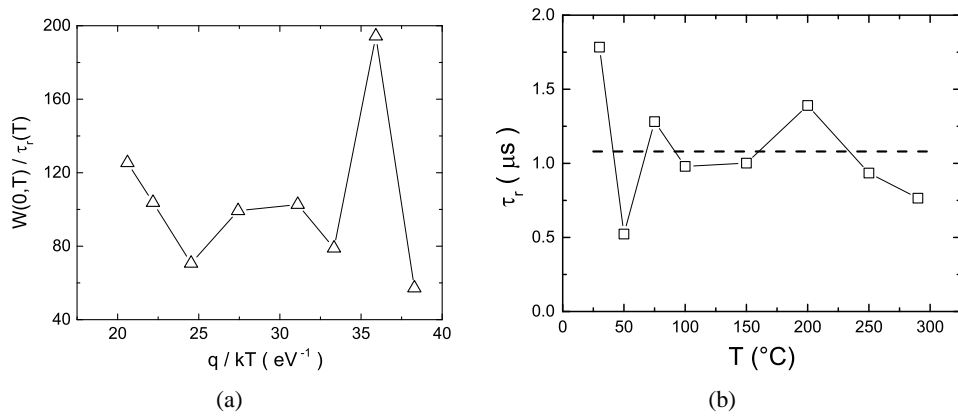 200
160
120
80
40
W(0,T) / τr(T)
20 25 30 35 40
q / kT ( eV -1 )
(a)
2.0
1.5
1.0
0.5
0.0
τr ( μs )
0 50 100 150 200 250 300
T (°C)
(b)